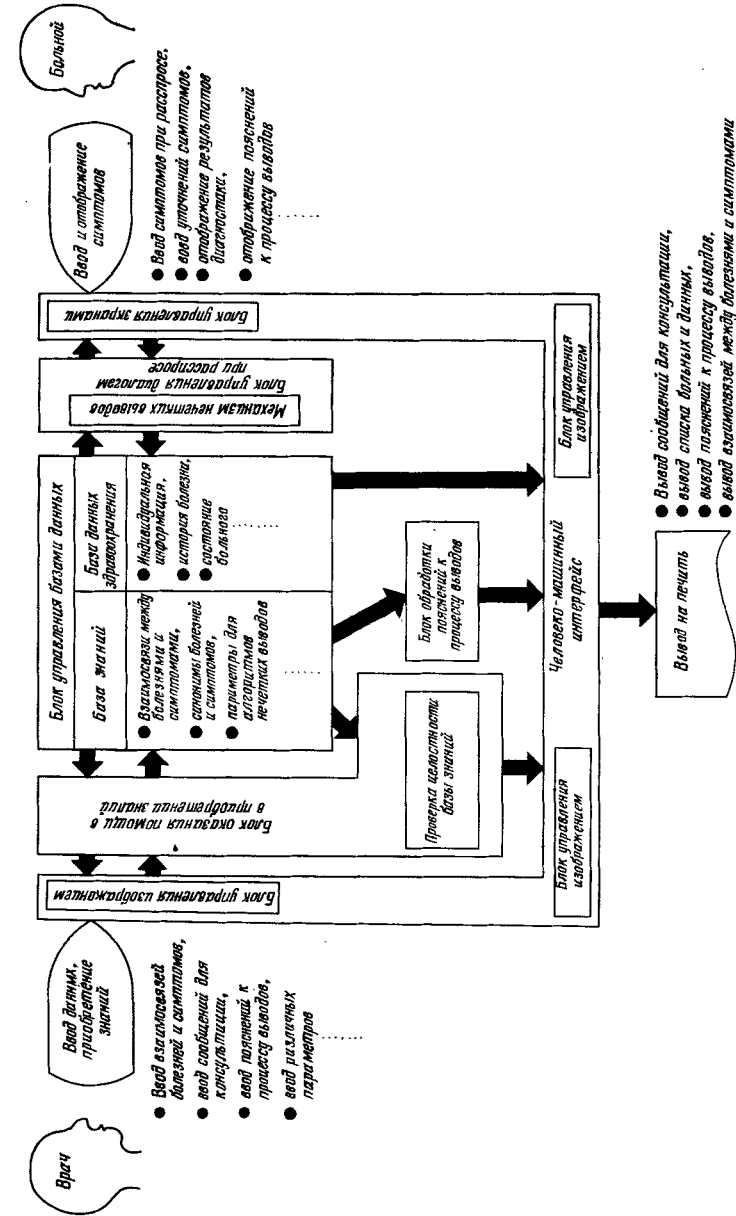 Врач
Ввод данных,
приобретение
знаний
● Ввод взаимосвязей
болезней и симптомов,
● ввод сообщений для
консультации,
● ввод пояснений к
процессу выводов,
● ввод различных
параметров
......
Блок управления изображением
Блок оказания помощи в
в приобретении знаний
Проверка целостности
базы знаний
Блок управления
изображением
Блок управления базами данных
База знаний
База данных
здравоохранения
● Взаимосвязи между
болезнями и
симптомами,
● синонимы болезней
и симптомов,
● параметры для
алгоритмов
нечетких выводов
......
● Индивидуальная
информация,
● история болезни,
● состояние
больного
......
Блок обработки
пояснений к
процессу выводов
Человеко-машинный
интерфейс
Механизм нечетких выводов
Блок управления диалогом
при расспросе
Блок управления экранами
Блок управления
изображением
Ввод и отображение
симптомов
Больной
● Ввод симптомов при расспросе,
● ввод уточнений симптомов,
● отображение результатов
диагностики,
● отображение пояснений
к процессу выводов
......
Вывод на печать
● Вывод сообщений для консультации,
● вывод списка больных и данных,
● вывод пояснений к процессу выводов,
● вывод взаимосвязей между болезнями и симптомами